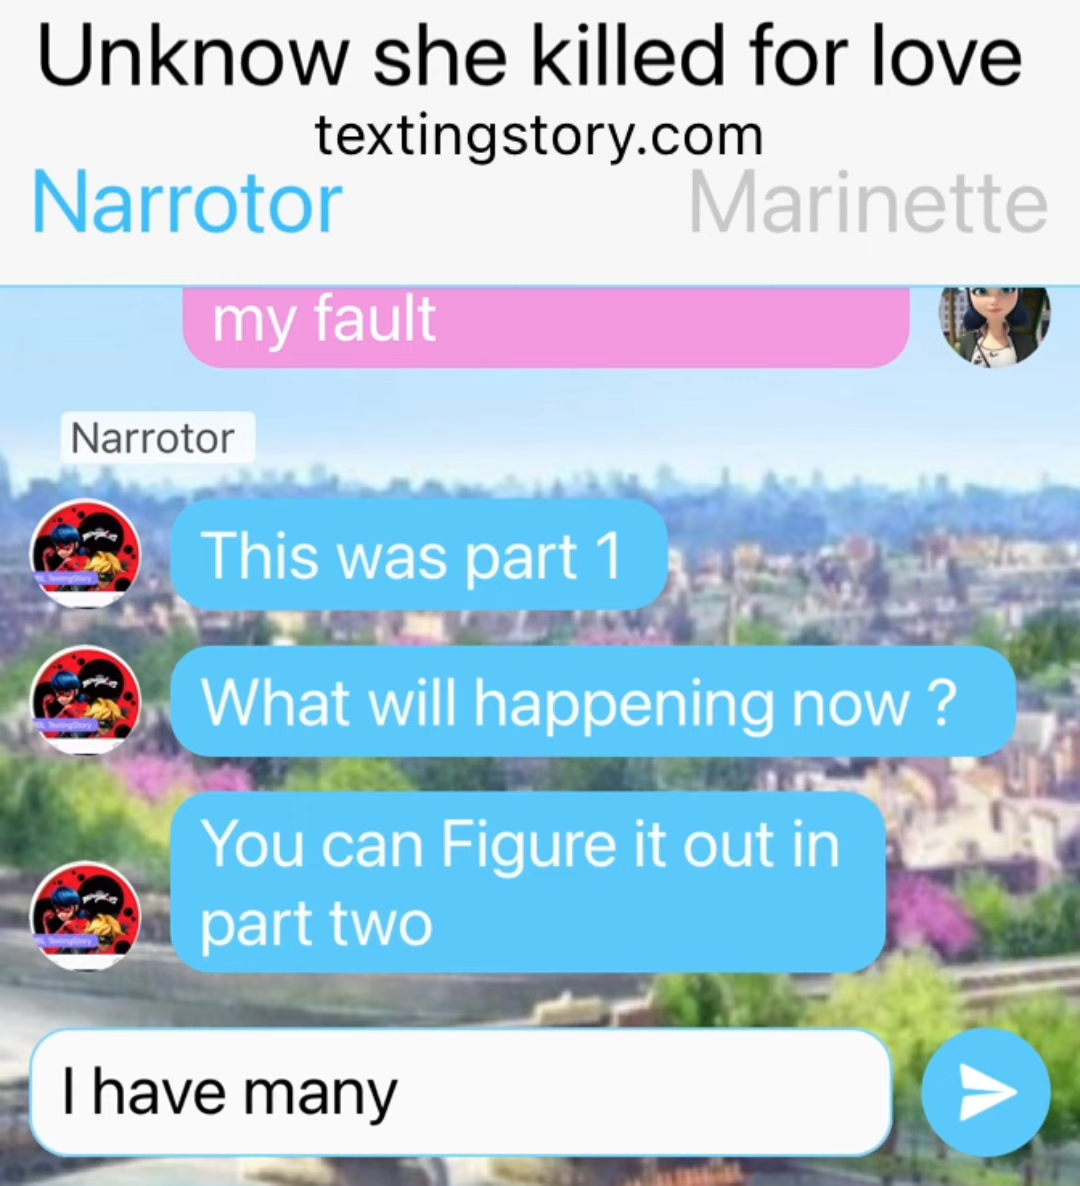 Unknow she killed for love
textingstory.com
Narrotor Marinette
my fault
Narrotor
This was part 1
What will happening now ?
You can Figure it out in
part two
I have many